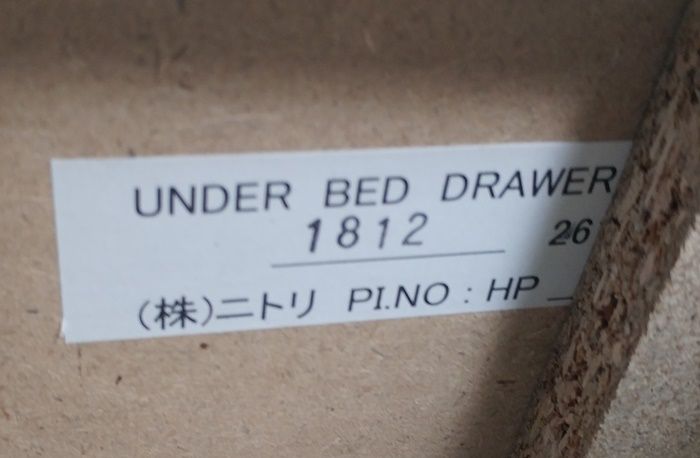 UNDER BED DRAWER
1812 26
(株)ニトリ PI.NO : HP